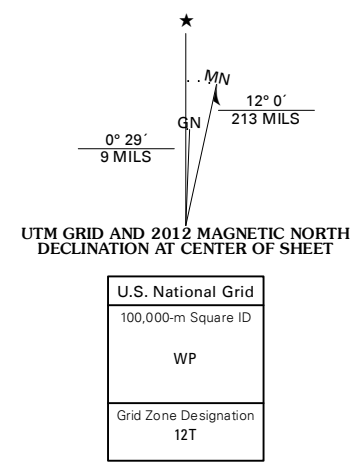 ★
MN
GN
12° 0´
213 MILS
0° 29´
9 MILS
UTM GRID AND 2012 MAGNETIC NORTH
DECLINATION AT CENTER OF SHEET
U.S. National Grid
100,000-m Square ID
WP
Grid Zone Designation
12T